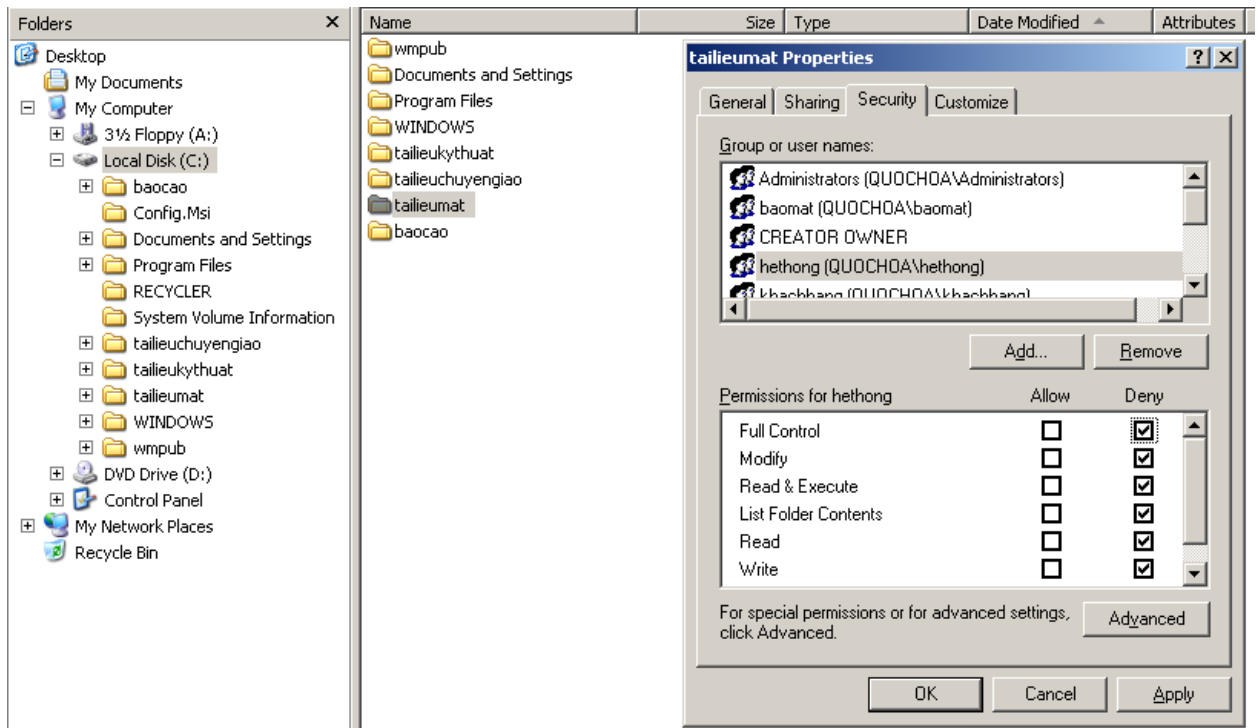 Folders
Desktop
My Documents
My Computer
3½ Floppy (A:)
Local Disk (C:)
baocao
Config.Msi
Documents and Settings
Program Files
RECYCLER
System Volume Information
tailieuchuyengiao
tailieukythuat
tailieumat
WINDOWS
wmpub
DVD Drive (D:)
Control Panel
My Network Places
Recycle Bin
Name Size Type Date Modified Attributes
wmpub
Documents and Settings
Program Files
WINDOWS
tailieukythuat
tailieuchuyengiao
tailieumat
baocao
tailieumat Properties
General Sharing Security Customize
Group or user names:
Administrators (QUOCHOA\Administrators)
baomat (QUOCHOA\baomat)
CREATOR OWNER
hethong (QUOCHOA\hethong)
khachhang (QUOCHOA\khachhang)
Add... Remove
Permissions for hethong Allow Deny
Full Control
Modify
Read & Execute
List Folder Contents
Read
Write
For special permissions or for advanced settings,
click Advanced.
Advanced
OK Cancel Apply